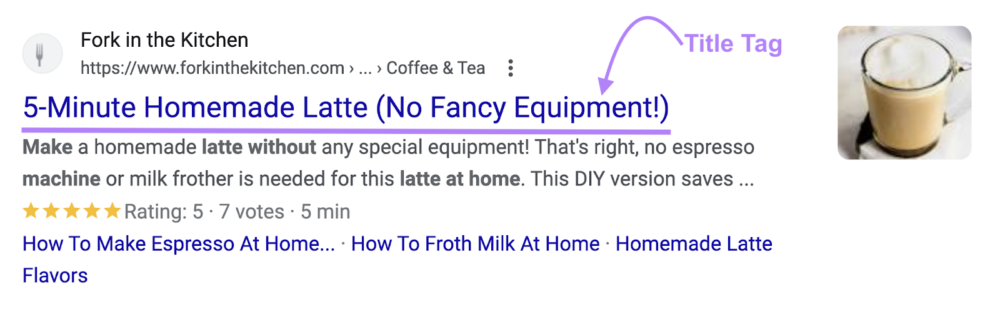 Fork in the Kitchen
https://www.forkinthekitchen.com › ... › Coffee & Tea
Title Tag
5-Minute Homemade Latte (No Fancy Equipment!)
Make a homemade latte without any special equipment! That's right, no espresso
machine or milk frother is needed for this latte at home. This DIY version saves ...
Rating: 5 · 7 votes · 5 min
How To Make Espresso At Home... · How To Froth Milk At Home · Homemade Latte
Flavors